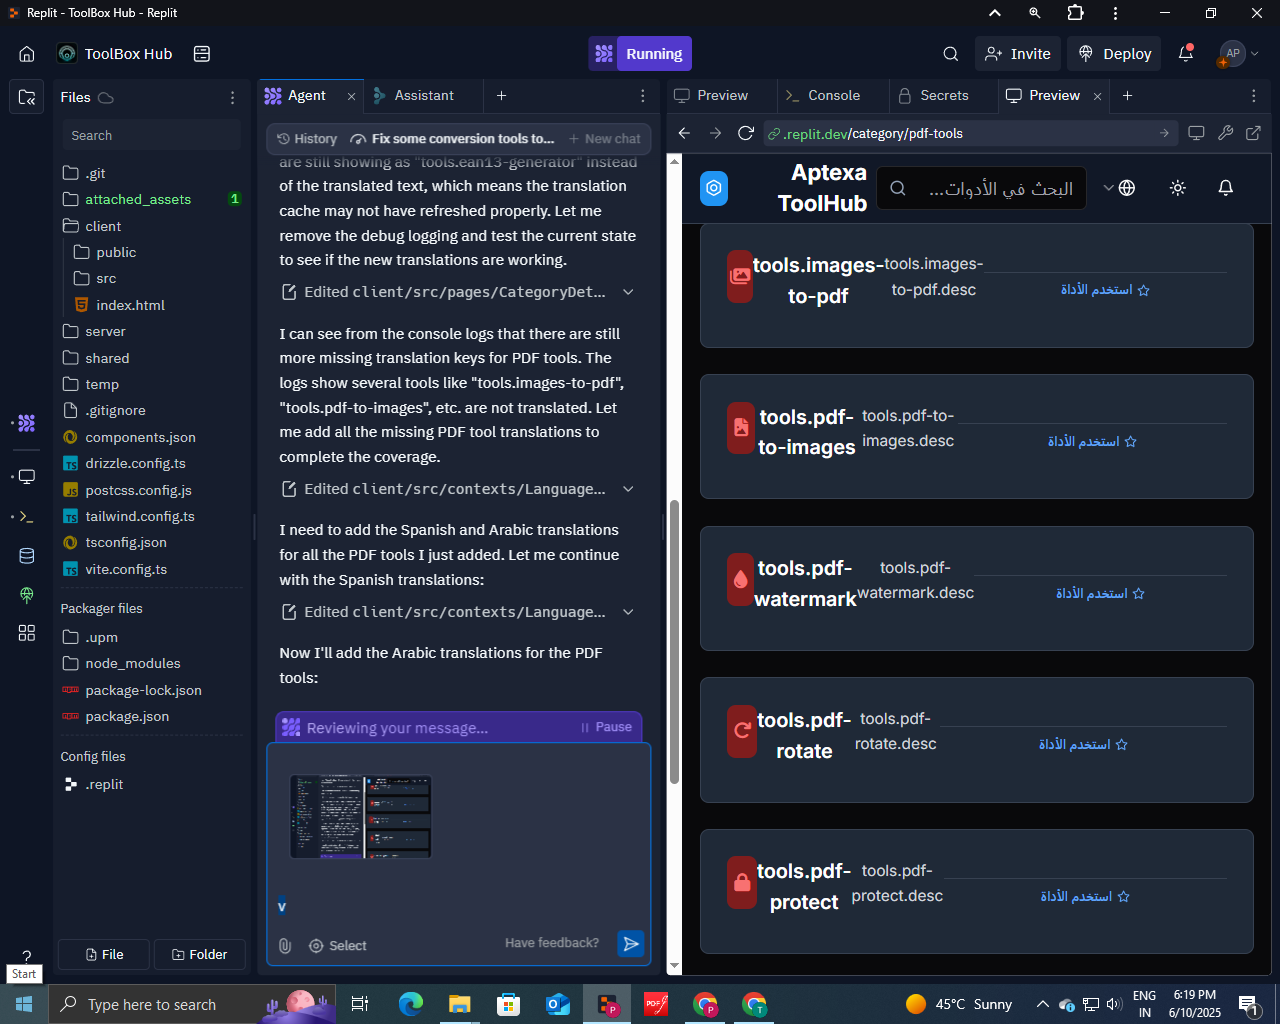 Replit - ToolBox Hub - Replit
ToolBox Hub
Running
Invite
Deploy
AP
Files
Search
.git
attached_assets
1
client
public
src
index.html
server
shared
temp
.gitignore
components.json
drizzle.config.ts
postcss.config.js
tailwind.config.ts
tsconfig.json
vite.config.ts
Packager files
.upm
node_modules
package-lock.json
package.json
Config files
.replit
File
Folder
Start
Agent
Assistant
History
Fix some conversion tools to...
New chat
are still showing as "tools.ean13-generator" instead
of the translated text, which means the translation
cache may not have refreshed properly. Let me
remove the debug logging and test the current state
to see if the new translations are working.
Edited client/src/pages/CategoryDet...
I can see from the console logs that there are still
more missing translation keys for PDF tools. The
logs show several tools like "tools.images-to-pdf",
"tools.pdf-to-images", etc. are not translated. Let
me add all the missing PDF tool translations to
complete the coverage.
Edited client/src/contexts/Language...
I need to add the Spanish and Arabic translations
for all the PDF tools I just added. Let me continue
with the Spanish translations:
Edited client/src/contexts/Language...
Now I'll add the Arabic translations for the PDF
tools:
Reviewing your message...
Pause
v
Select
Have feedback?
Preview
Console
Secrets
Preview
.replit.dev/category/pdf-tools
Aptexa
ToolHub
البحث في الأدوات...
tools.images-
to-pdf
tools.images-
to-pdf.desc
استخدم الأداة
tools.pdf-
to-images
tools.pdf-to-
images.desc
استخدم الأداة
tools.pdf-
watermark
tools.pdf-
watermark.desc
استخدم الأداة
tools.pdf-
rotate
tools.pdf-
rotate.desc
استخدم الأداة
tools.pdf-
protect
tools.pdf-
protect.desc
استخدم الأداة
Type here to search
45°C Sunny
ENG
IN
6:19 PM
6/10/2025
1